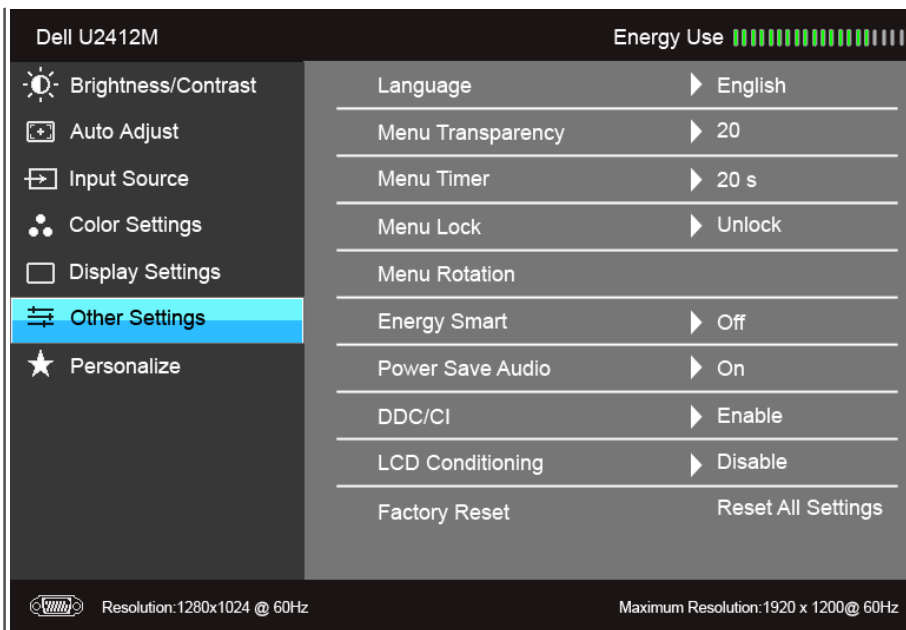 Dell U2412M Energy Use
Brightness/Contrast
Auto Adjust
Input Source
Color Settings
Display Settings
Other Settings
Personalize
Language English
Menu Transparency 20
Menu Timer 20 s
Menu Lock Unlock
Menu Rotation
Energy Smart Off
Power Save Audio On
DDC/CI Enable
LCD Conditioning Disable
Factory Reset Reset All Settings
Resolution:1280x1024 @ 60Hz Maximum Resolution:1920 x 1200@ 60Hz